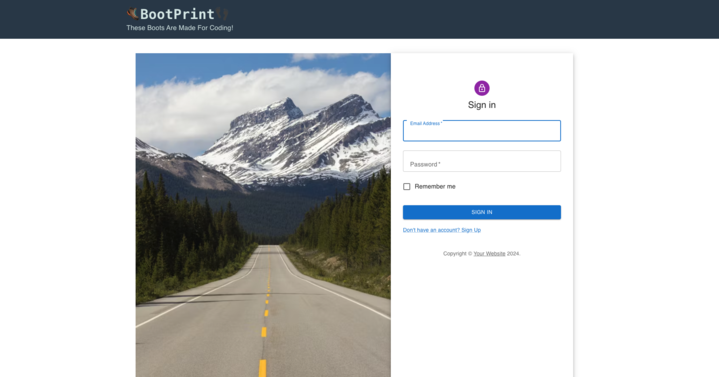 BootPrint
These Boots Are Made For Coding!
Sign in
Email Address *
Password *
Remember me
SIGN IN
Don't have an account? Sign Up
Copyright © Your Website 2024.